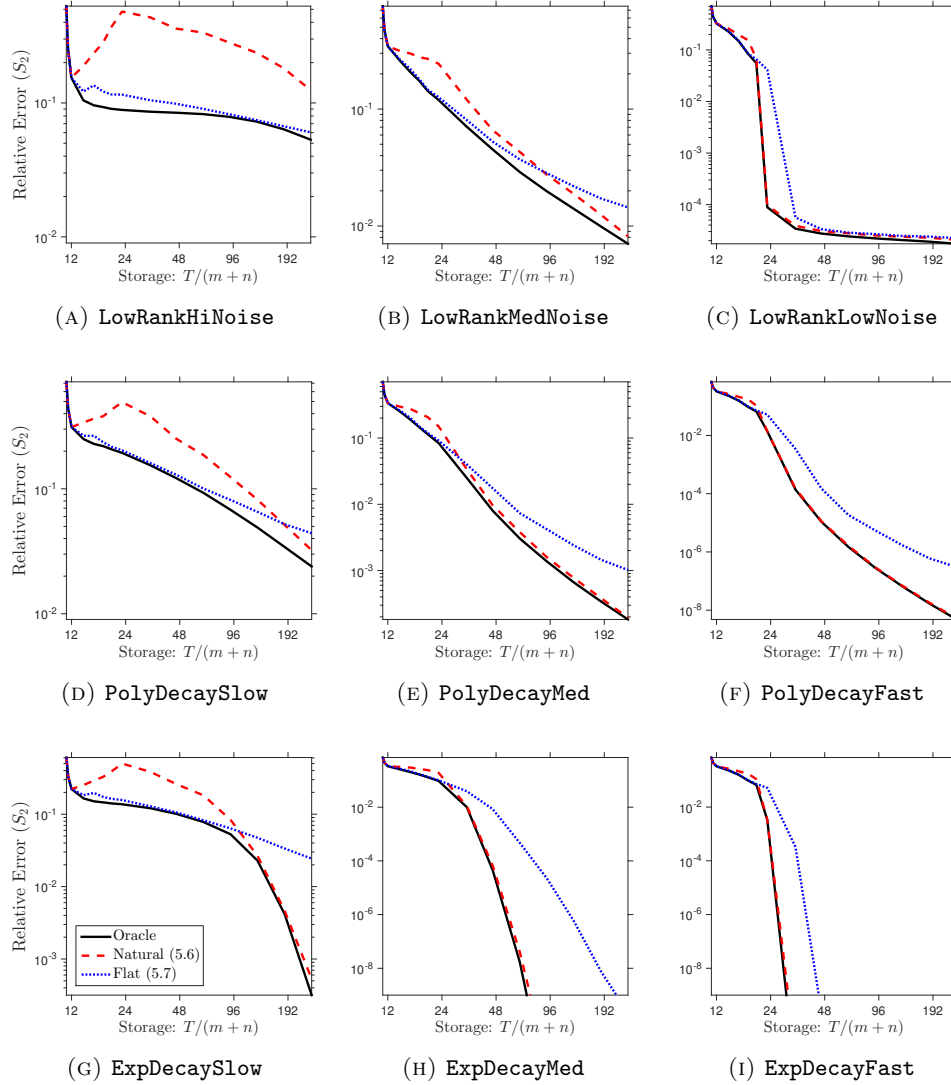 Relative Error (S₂)
10⁻¹
10⁻²
12 24 48 96 192
Storage: T/(m + n)
(A) LowRankHiNoise
10⁻¹
10⁻²
12 24 48 96 192
Storage: T/(m + n)
(B) LowRankMedNoise
10⁻¹
10⁻²
10⁻³
10⁻⁴
12 24 48 96 192
Storage: T/(m + n)
(C) LowRankLowNoise
Relative Error (S₂)
10⁻¹
10⁻²
12 24 48 96 192
Storage: T/(m + n)
(D) PolyDecaySlow
10⁻¹
10⁻²
10⁻³
12 24 48 96 192
Storage: T/(m + n)
(E) PolyDecayMed
10⁻²
10⁻⁴
10⁻⁶
10⁻⁸
12 24 48 96 192
Storage: T/(m + n)
(F) PolyDecayFast
Relative Error (S₂)
10⁻¹
10⁻²
10⁻³
Oracle
Natural (5.6)
Flat (5.7)
12 24 48 96 192
Storage: T/(m + n)
(G) ExpDecaySlow
10⁻²
10⁻⁴
10⁻⁶
10⁻⁸
12 24 48 96 192
Storage: T/(m + n)
(H) ExpDecayMed
10⁻²
10⁻⁴
10⁻⁶
10⁻⁸
12 24 48 96 192
Storage: T/(m + n)
(I) ExpDecayFast